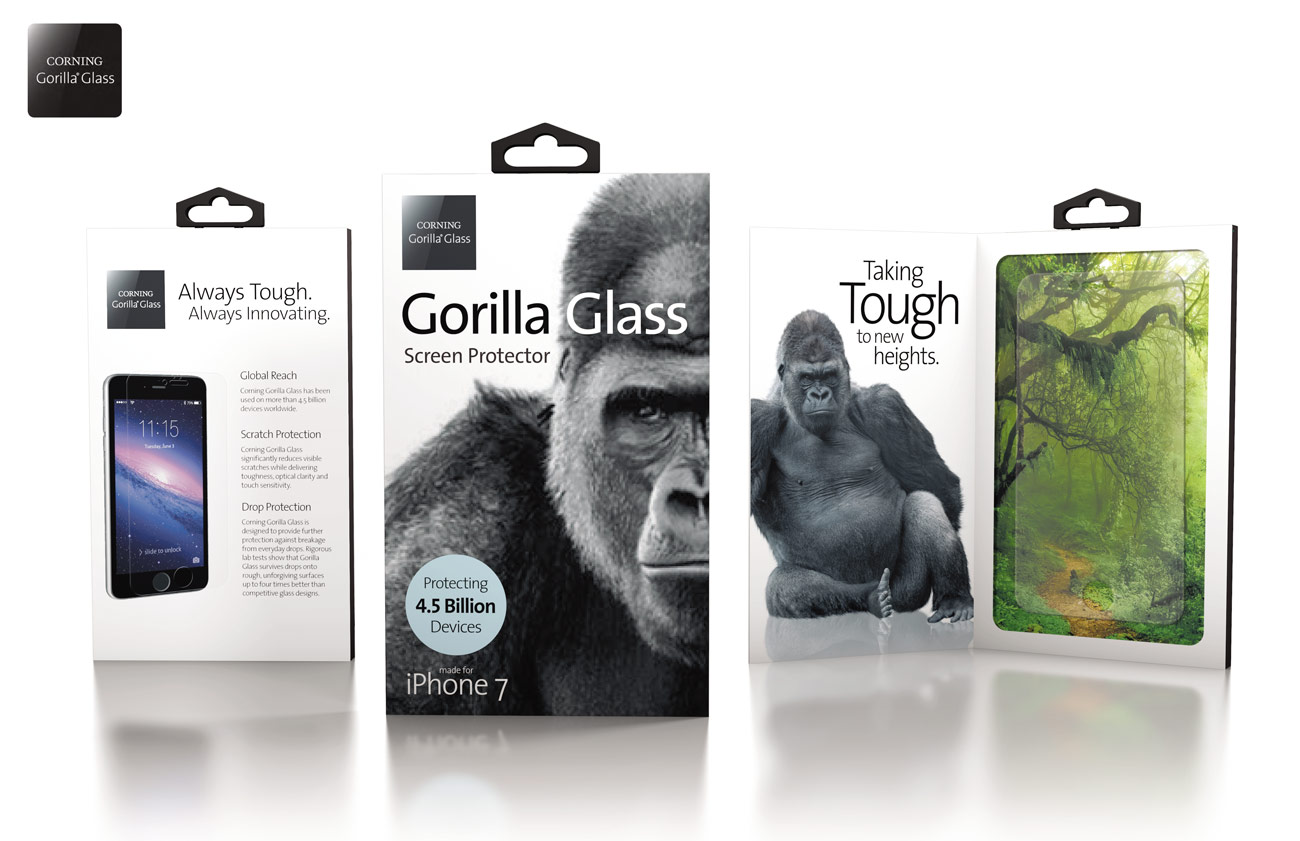 CORNING
Gorilla® Glass
CORNING
Gorilla® Glass
Always Tough.
Always Innovating.
Global Reach
Corning Gorilla Glass has been
used on more than 4.5 billion
devices worldwide.
Scratch Protection
Corning Gorilla Glass
significantly reduces visible
scratches while delivering
toughness, optical clarity and
touch sensitivity.
Drop Protection
Corning Gorilla Glass is
designed to provide further
protection against breakage
from everyday drops. Rigorous
lab tests show that Gorilla
Glass survives drops onto
rough, unforgiving surfaces
up to four times better than
competitive glass designs.
11:15
Tuesday, June 3
> slide to unlock
CORNING
Gorilla® Glass
Gorilla Glass
Screen Protector
Protecting
4.5 Billion
Devices
made for
iPhone 7
Taking
Tough
to new
heights.